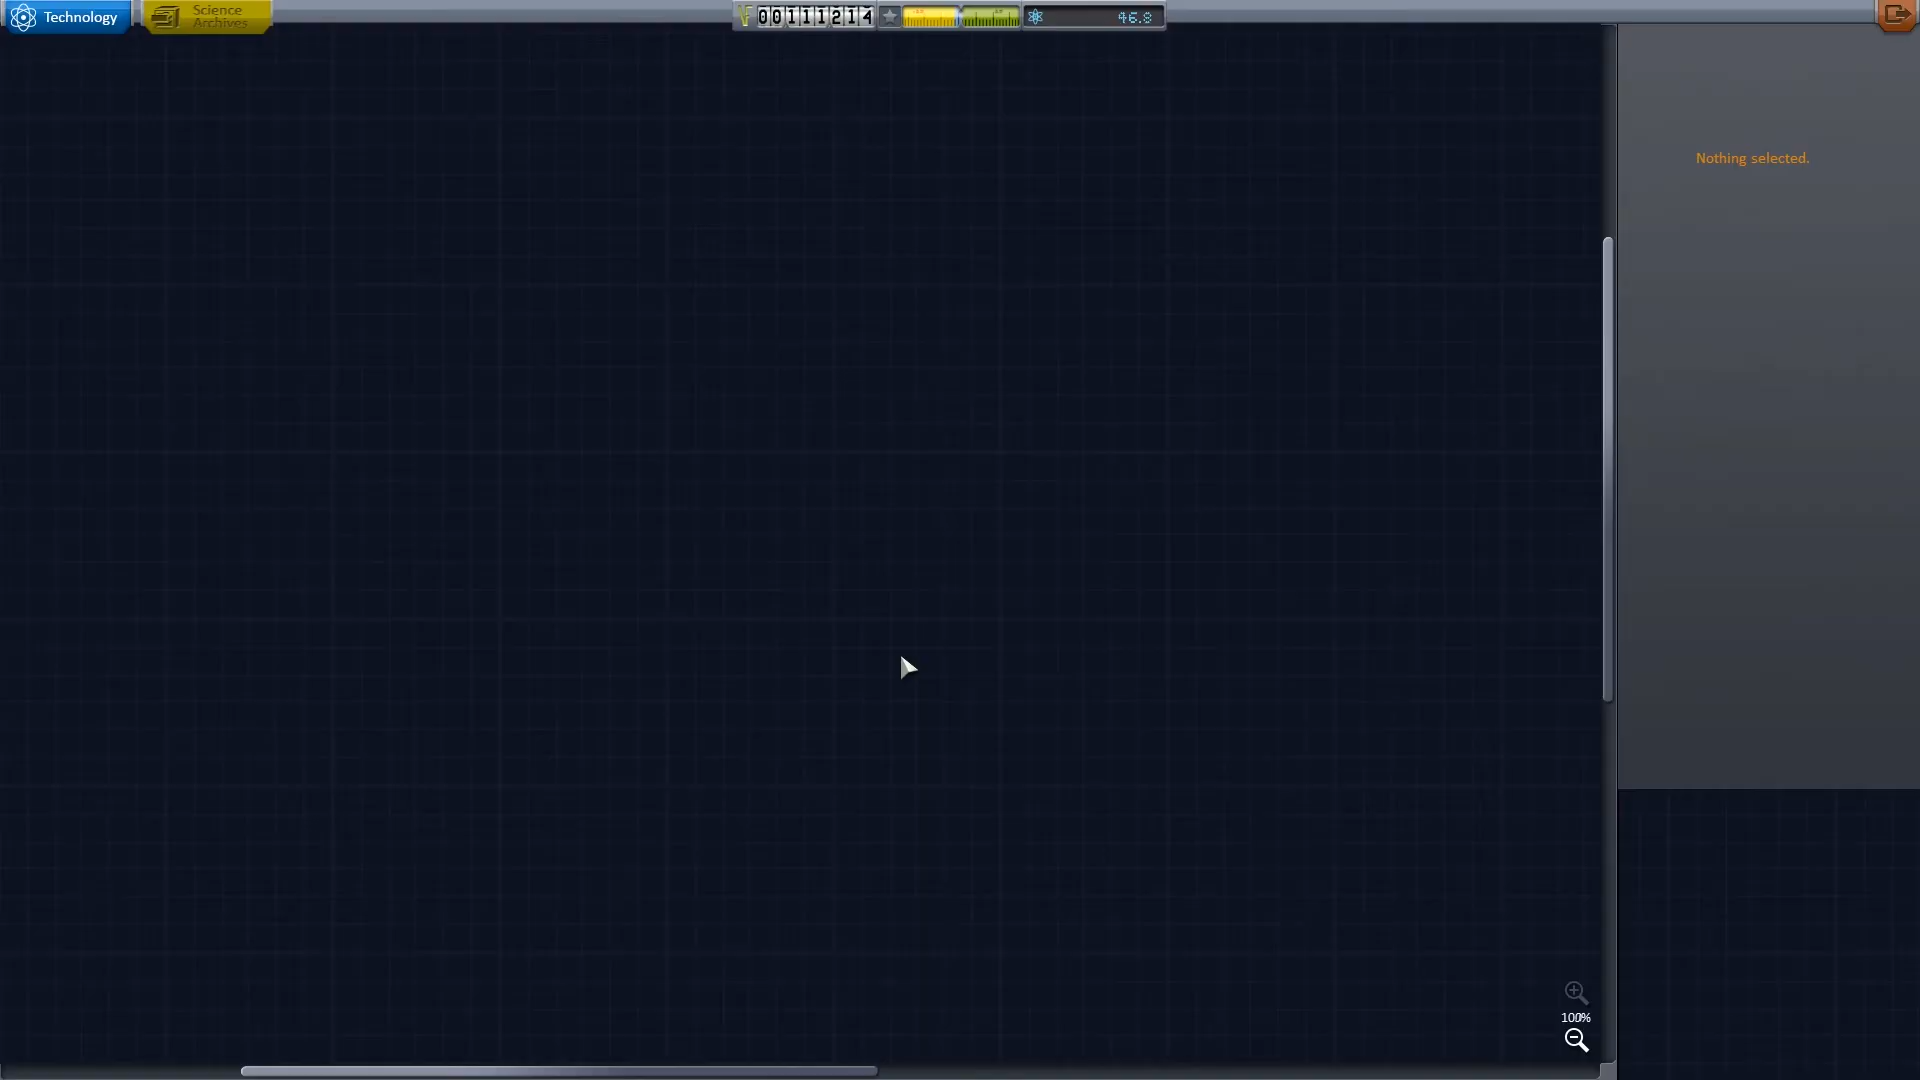 Technology
Science
Archives
00111214
46.8
Nothing selected.
100%